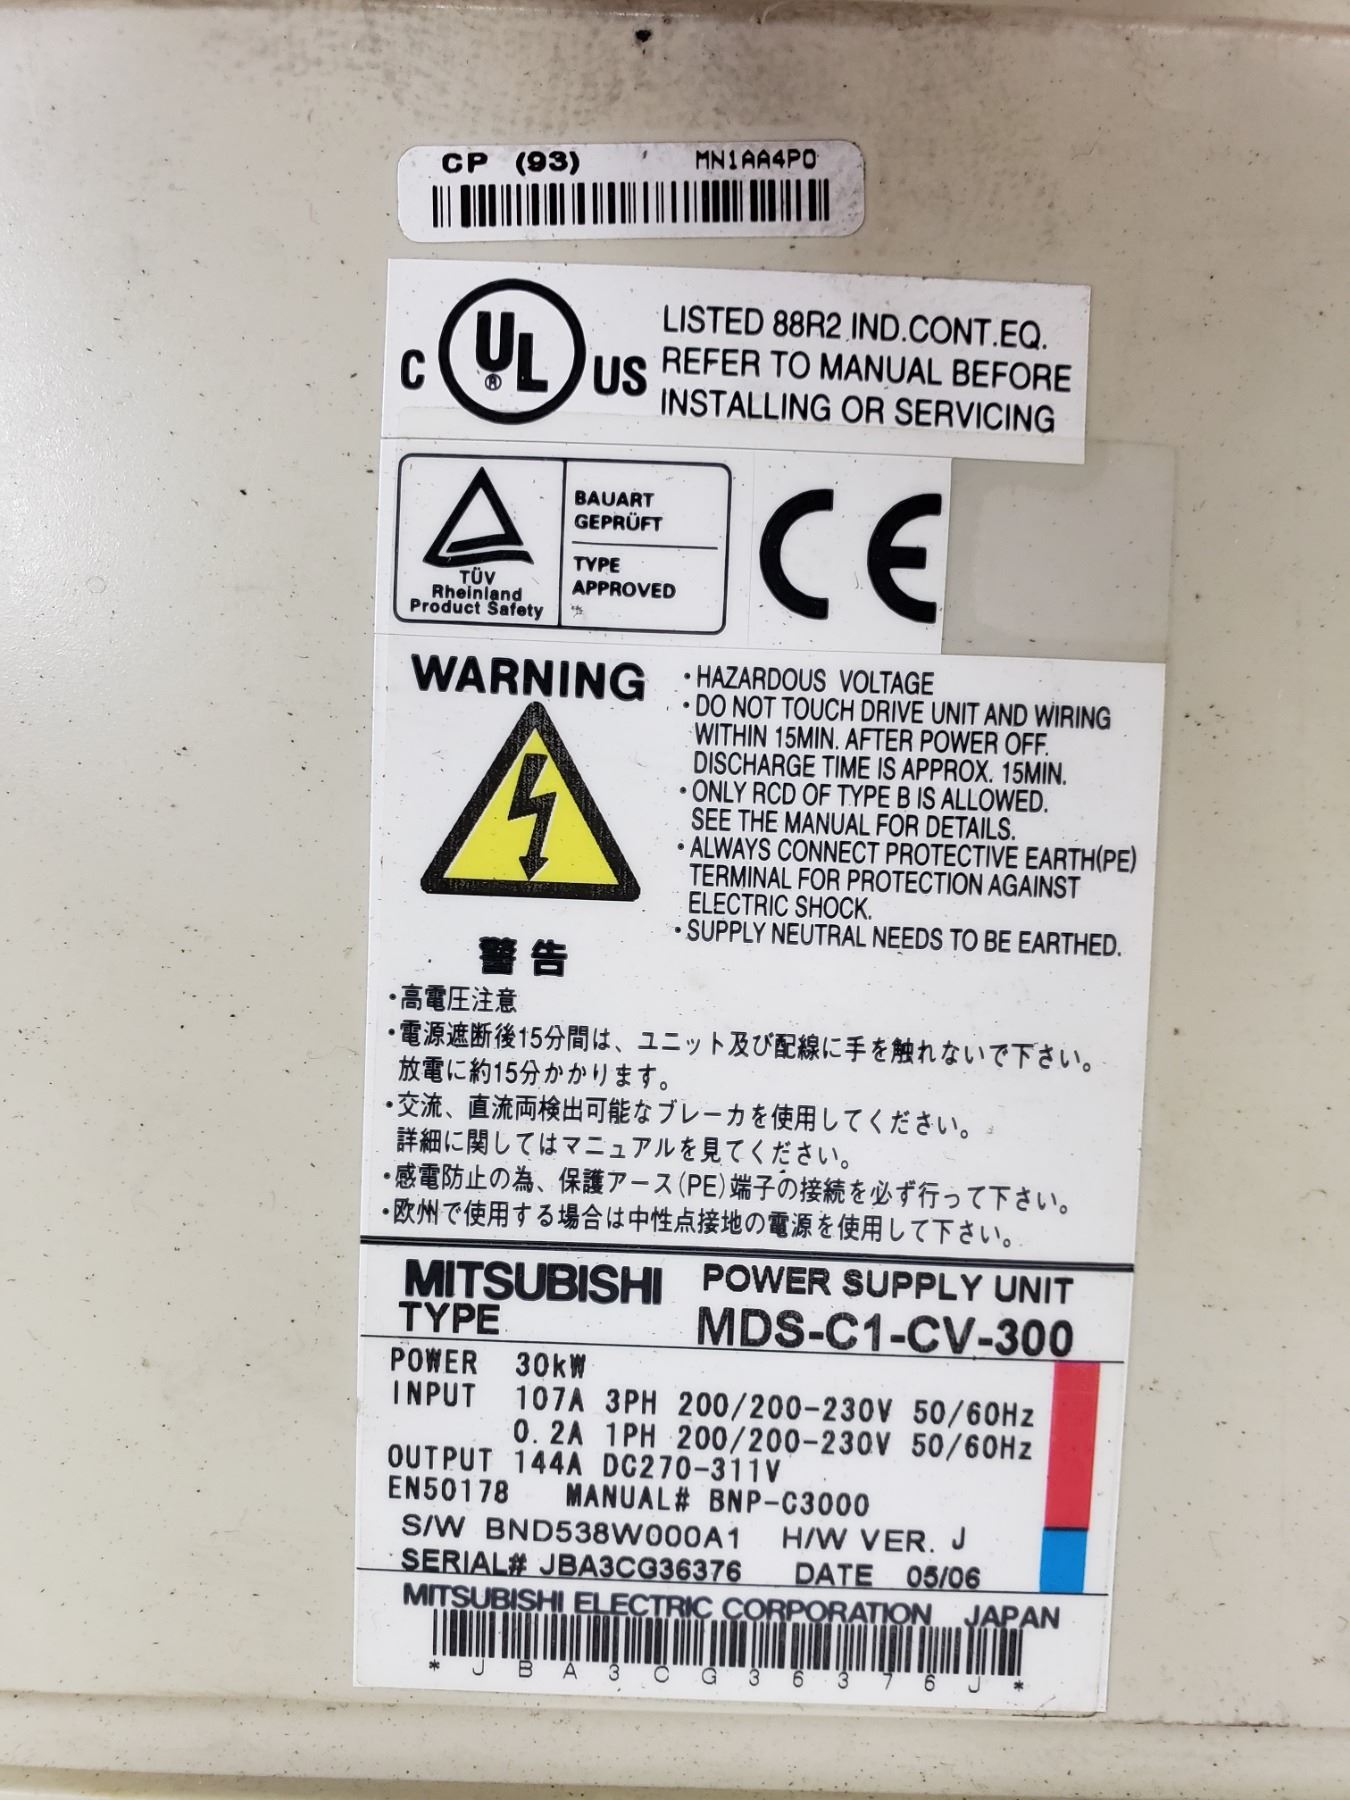 CP (93) MN1AA4P0
C UL® US
LISTED 88R2 IND.CONT.EQ.
REFER TO MANUAL BEFORE
INSTALLING OR SERVICING
TÜV
Rheinland
Product Safety
BAUART
GEPRÜFT
TYPE
APPROVED
CE
WARNING
・HAZARDOUS VOLTAGE
・DO NOT TOUCH DRIVE UNIT AND WIRING
WITHIN 15MIN. AFTER POWER OFF.
DISCHARGE TIME IS APPROX. 15MIN.
・ONLY RCD OF TYPE B IS ALLOWED.
SEE THE MANUAL FOR DETAILS.
・ALWAYS CONNECT PROTECTIVE EARTH(PE)
TERMINAL FOR PROTECTION AGAINST
ELECTRIC SHOCK.
・SUPPLY NEUTRAL NEEDS TO BE EARTHED.
警告
・高電圧注意
・電源遮断後15分間は、ユニット及び配線に手を触れないで下さい。
放電に約15分かかります。
・交流、直流両検出可能なブレーカを使用してください。
詳細に関してはマニュアルを見てください。
・感電防止の為、保護アース(PE)端子の接続を必ず行って下さい。
・欧州で使用する場合は中性点接地の電源を使用して下さい。
MITSUBISHI POWER SUPPLY UNIT
TYPE MDS-C1-CV-300
POWER 30kW
INPUT 107A 3PH 200/200-230V 50/60Hz
0.2A 1PH 200/200-230V 50/60Hz
OUTPUT 144A DC270-311V
EN50178 MANUAL# BNP-C3000
S/W BND538W000A1 H/W VER. J
SERIAL# JBA3CG36376 DATE 05/06
MITSUBISHI ELECTRIC CORPORATION JAPAN
* J B A 3 C G 3 6 3 7 6 J *